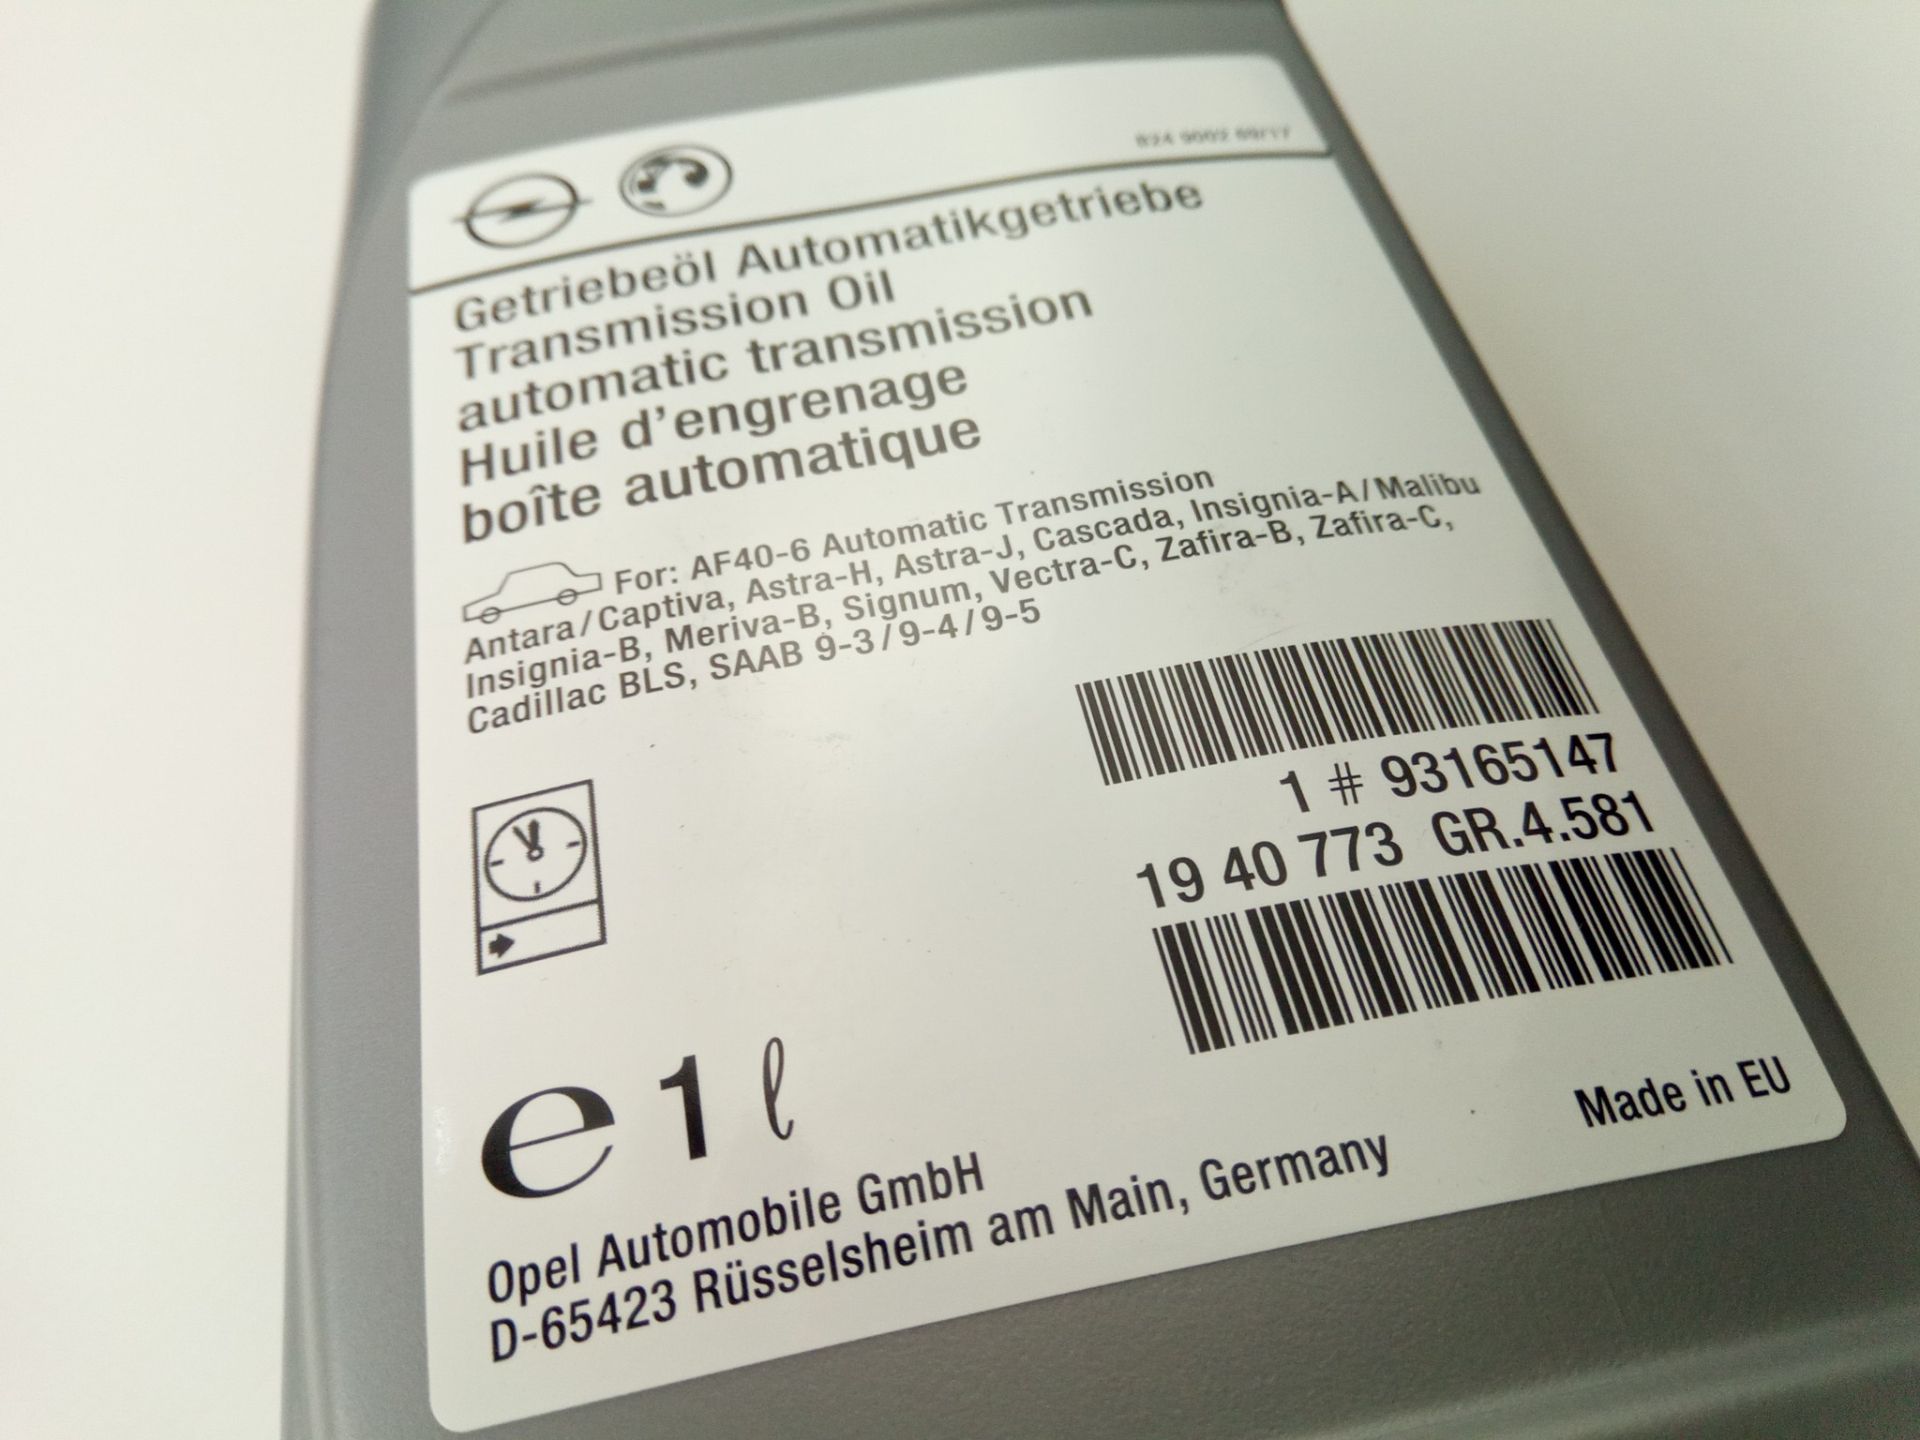 Getriebeöl Automatikgetriebe
Transmission Oil
automatic transmission
Huile d'engrenage
boîte automatique
For: AF40-6 Automatic Transmission
Antara/Captiva, Astra-H, Astra-J, Cascada, Insignia-A/Malibu
Insignia-B, Meriva-B, Signum, Vectra-C, Zafira-B, Zafira-C,
Cadillac BLS, SAAB 9-3/9-4/9-5
1 # 93165147
19 40 773 GR.4.581
e 1 ℓ
Made in EU
Opel Automobile GmbH
D-65423 Rüsselsheim am Main, Germany